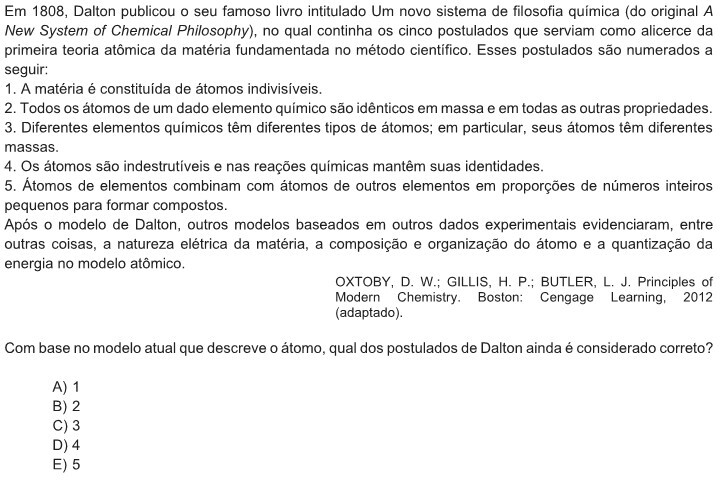 Em 1808, Dalton publicou o seu famoso livro intitulado Um novo sistema de filosofia química (do original A
New System of Chemical Philosophy), no qual continha os cinco postulados que serviam como alicerce da
primeira teoria atômica da matéria fundamentada no método científico. Esses postulados são numerados a
seguir:
1. A matéria é constituída de átomos indivisíveis.
2. Todos os átomos de um dado elemento químico são idênticos em massa e em todas as outras propriedades.
3. Diferentes elementos químicos têm diferentes tipos de átomos; em particular, seus átomos têm diferentes
massas.
4. Os átomos são indestrutíveis e nas reações químicas mantêm suas identidades.
5. Átomos de elementos combinam com átomos de outros elementos em proporções de números inteiros
pequenos para formar compostos.
Após o modelo de Dalton, outros modelos baseados em outros dados experimentais evidenciaram, entre
outras coisas, a natureza elétrica da matéria, a composição e organização do átomo e a quantização da
energia no modelo atômico.
OXTOBY, D. W.; GILLIS, H. P.; BUTLER, L. J. Principles of
Modern Chemistry. Boston: Cengage Learning, 2012
(adaptado).
Com base no modelo atual que descreve o átomo, qual dos postulados de Dalton ainda é considerado correto?
A) 1
B) 2
C) 3
D) 4
E) 5